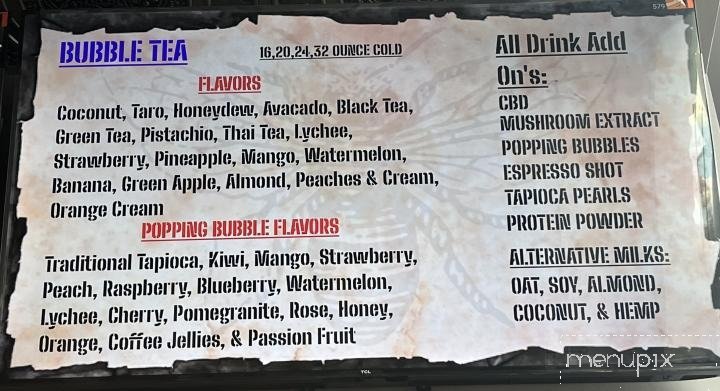 579
BUBBLE TEA
16,20,24,32 OUNCE COLD
FLAVORS
Coconut, Taro, Honeydew, Avacado, Black Tea,
Green Tea, Pistachio, Thai Tea, Lychee,
Strawberry, Pineapple, Mango, Watermelon,
Banana, Green Apple, Almond, Peaches & Cream,
Orange Cream
POPPING BUBBLE FLAVORS
Traditional Tapioca, Kiwi, Mango, Strawberry,
Peach, Raspberry, Blueberry, Watermelon,
Lychee, Cherry, Pomegranite, Rose, Honey,
Orange, Coffee Jellies, & Passion Fruit
All Drink Add
On's:
CBD
MUSHROOM EXTRACT
POPPING BUBBLES
ESPRESSO SHOT
TAPIOCA PEARLS
PROTEIN POWDER
ALTERNATIVE MILKS:
OAT, SOY, ALMOND,
COCONUT, & HEMP
TCL
menupix